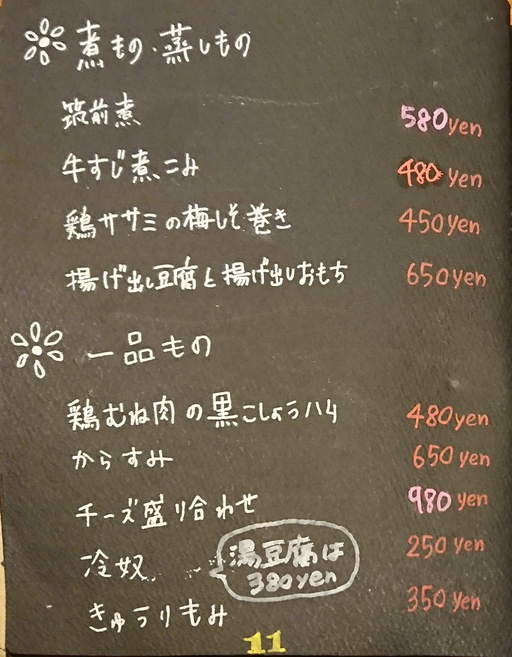 煮もの・蒸しもの
筑前煮 580yen
牛すじ煮こみ 480yen
鶏ササミの梅しそ巻き 450yen
揚げ出し豆腐と揚げ出しおもち 650yen
一品もの
鶏むね肉の黒こしょうハム 480yen
からすみ 650yen
チーズ盛り合わせ 980yen
冷奴 250yen
湯豆腐は
380yen
きゅうりもみ 350yen
11